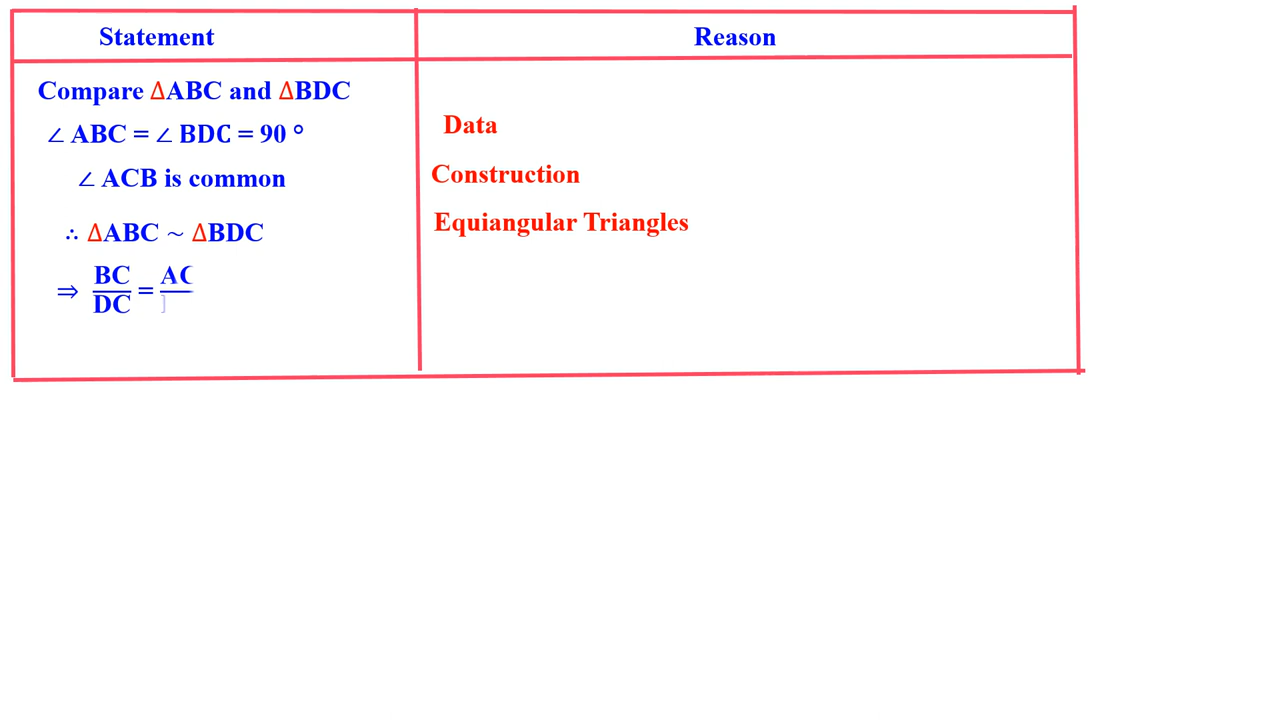 Statement
Reason
Compare ΔABC and ΔBDC
∠ ABC = ∠ BDC = 90 °
∠ ACB is common
∴ ΔABC ~ ΔBDC
⇒ BC/DC = AC/
Data
Construction
Equiangular Triangles